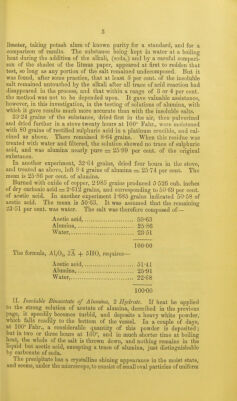 3
limeter, taking potash alum of known purity for a standard, and for a
comparison of results. The substance being kept in water at a boiling
heat during the addition of the alkali, (soda,) and by a careful compari-
son of the shades of the litmus paper, appeared at first to redden that
test, so long as any portion of the salt remained undecomposed. But it
was found, after some practice, that at least 8 per cent. of the insoluble
salt remained untouched by the alkali after all trace of acid reaction had
disappeared in the process, and that within a range of 3 or 4 per cent.
the method was not to be depended upon. It gave valuable assistance,
however, in this investigation, in the testing of solutions of alumina, with
which it gave results much more accurate than with the insoluble salts.
33·24 grains of the substance, dried first in the air, then pulverized
and dried further in a stove twenty hours at 100° Fahr., were moistened
with 80 grains of rectified sulphuric acid in a platinum crucible, and cal-
cined as above. There remained 8·64 grains. When this residue was
treated with water and filtered, the solution showed no trace of sulphuric
acid, and was alumina nearly pure = 25·99 per cent. of the original
substance.
In another experiment, 32·64 grains, dried four hours in the stove,
and treated as above, left 8·4 grains of alumina = 25·74 per cent. The
mean is 25·86 per cent. of alumina.
Burned with oxide of copper, 2·985 grains produced 5·526 cub. inches
of dry carbonic acid = 2·612 grains, and corresponding to 50·69 per cent.
of acetic acid. In another experiment 1·685 grains indicated 50·58 of
acetic acid. The mean is 50·63. It was assumed that the remaining
23·51 per cent. was water. The salt was therefore composed of—
Acetic acid, 50·63
Alumina, 25·86
Water, 23·51
100·00
The formula, Al₂O₃, 2A + 5HO, requires—
Acetic acid, 51·41
Alumina, 25·91
Water, 22·68
100·00
II. Insoluble Binacetate of Alumina, 2 Hydrate. If heat be applied
to the strong solution of acetate of alumina, described in the previous
page, it speedily becomes turbid, and deposits a heavy white powder,
which falls readily to the bottom of the vessel. In a couple of days,
at 100° Fahr., a considerable quantity of this powder is deposited;
but in two or three hours at 150°, and in much shorter time at boiling
heat, the whole of the salt is thrown down, and nothing remains in the
liquid but acetic acid, excepting a trace of alumina, just distinguishable
by carbonate of soda.
The precipitate has a crystalline shining appearance in the moist state,
and seems, under the microscope, to consist of small oval particles of uniform